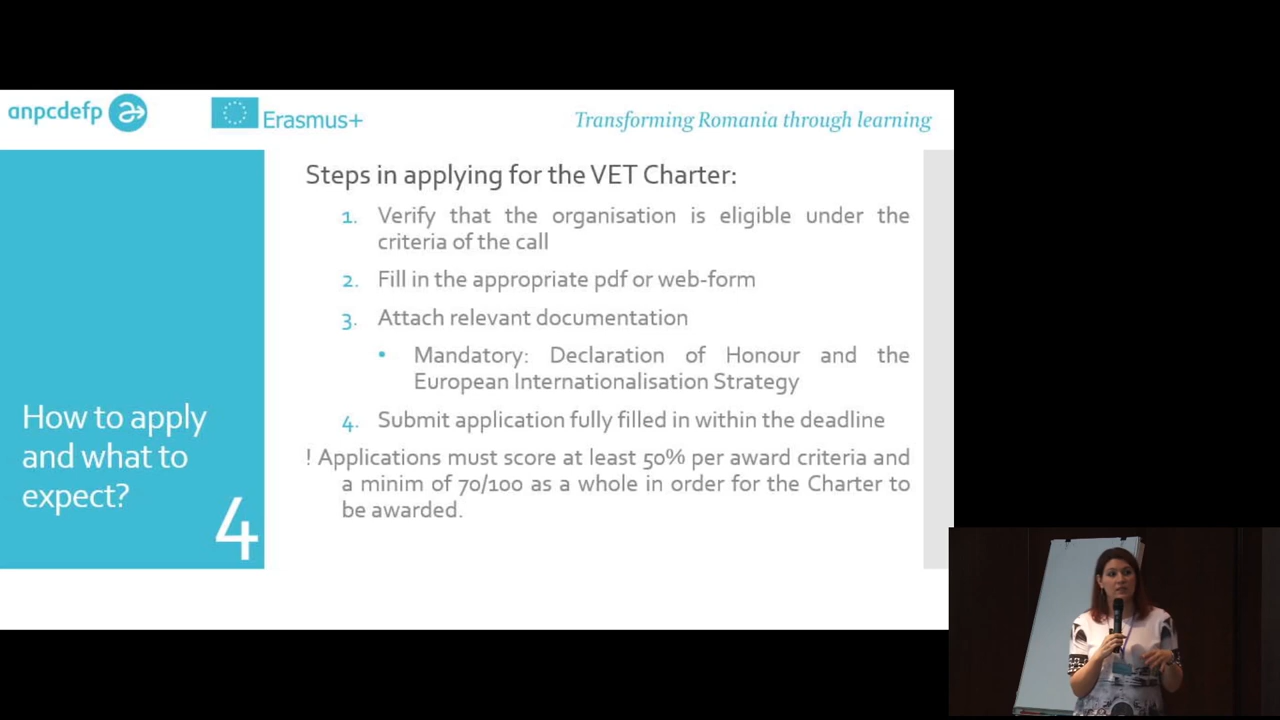 anpcdefp
Erasmus+
Transforming Romania through learning
Steps in applying for the VET Charter:
1. Verify that the organisation is eligible under the
criteria of the call
2. Fill in the appropriate pdf or web-form
3. Attach relevant documentation
• Mandatory: Declaration of Honour and the
European Internationalisation Strategy
4. Submit application fully filled in within the deadline
! Applications must score at least 50% per award criteria and
a minim of 70/100 as a whole in order for the Charter to
be awarded.
How to apply
and what to
expect?
4